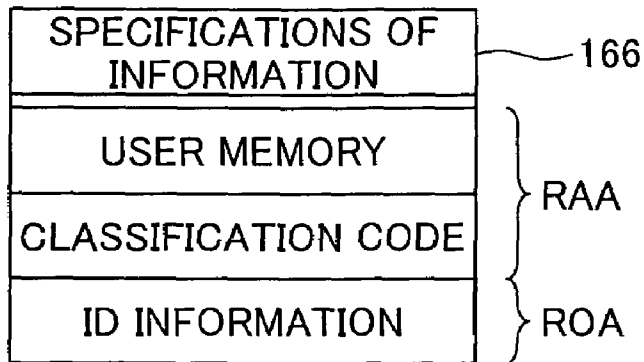 SPECIFICATIONS OF
INFORMATION
166
USER MEMORY
RAA
CLASSIFICATION CODE
ID INFORMATION
ROA